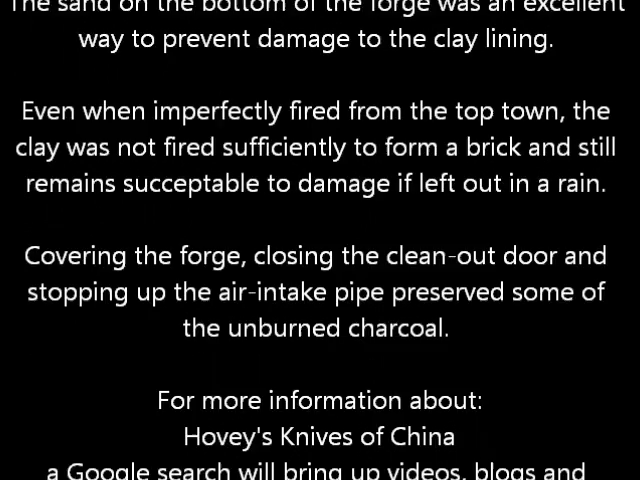 The sand on the bottom of the forge was an excellent
way to prevent damage to the clay lining.
Even when imperfectly fired from the top town, the
clay was not fired sufficiently to form a brick and still
remains succeptable to damage if left out in a rain.
Covering the forge, closing the clean-out door and
stopping up the air-intake pipe preserved some of
the unburned charcoal.
For more information about:
Hovey's Knives of China
a Google search will bring up videos, blogs and